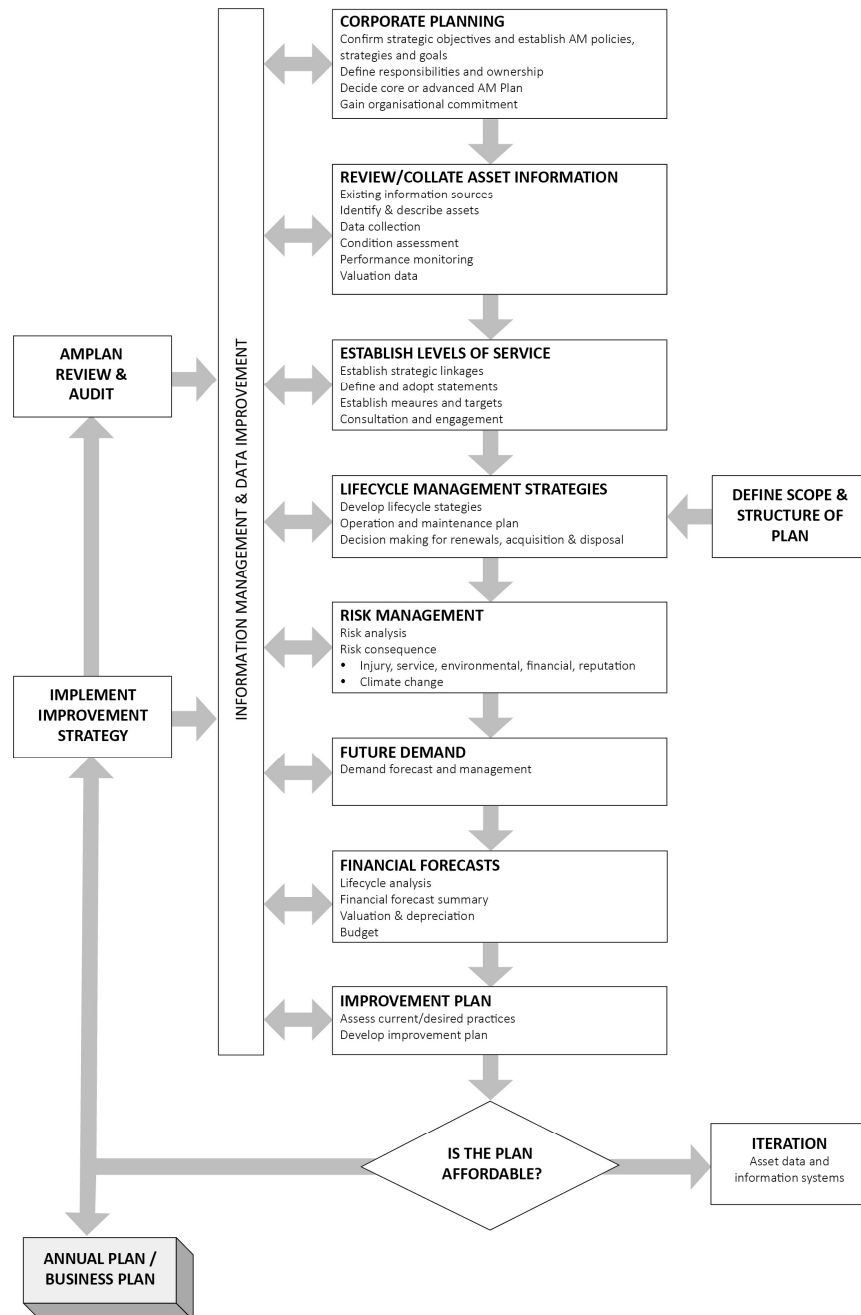 CORPORATE PLANNING
Confirm strategic objectives and establish AM policies,
strategies and goals
Define responsibilities and ownership
Decide core or advanced AM Plan
Gain organisational commitment
REVIEW/COLLATE ASSET INFORMATION
Existing information sources
Identify & describe assets
Data collection
Condition assessment
Performance monitoring
Valuation data
INFORMATION MANAGEMENT & DATA IMPROVEMENT
AMPLAN
REVIEW &
AUDIT
ESTABLISH LEVELS OF SERVICE
Establish strategic linkages
Define and adopt statements
Establish measures and targets
Consultation and engagement
LIFECYCLE MANAGEMENT STRATEGIES
Develop lifecycle stategies
Operation and maintenance plan
Decision making for renewals, acquisition & disposal
DEFINE SCOPE &
STRUCTURE OF
PLAN
RISK MANAGEMENT
Risk analysis
Risk consequence
• Injury, service, environmental, financial, reputation
• Climate change
IMPLEMENT
IMPROVEMENT
STRATEGY
FUTURE DEMAND
Demand forecast and management
FINANCIAL FORECASTS
Lifecycle analysis
Financial forecast summary
Valuation & depreciation
Budget
IMPROVEMENT PLAN
Assess current/desired practices
Develop improvement plan
IS THE PLAN
AFFORDABLE?
ITERATION
Asset data and
information systems
ANNUAL PLAN /
BUSINESS PLAN